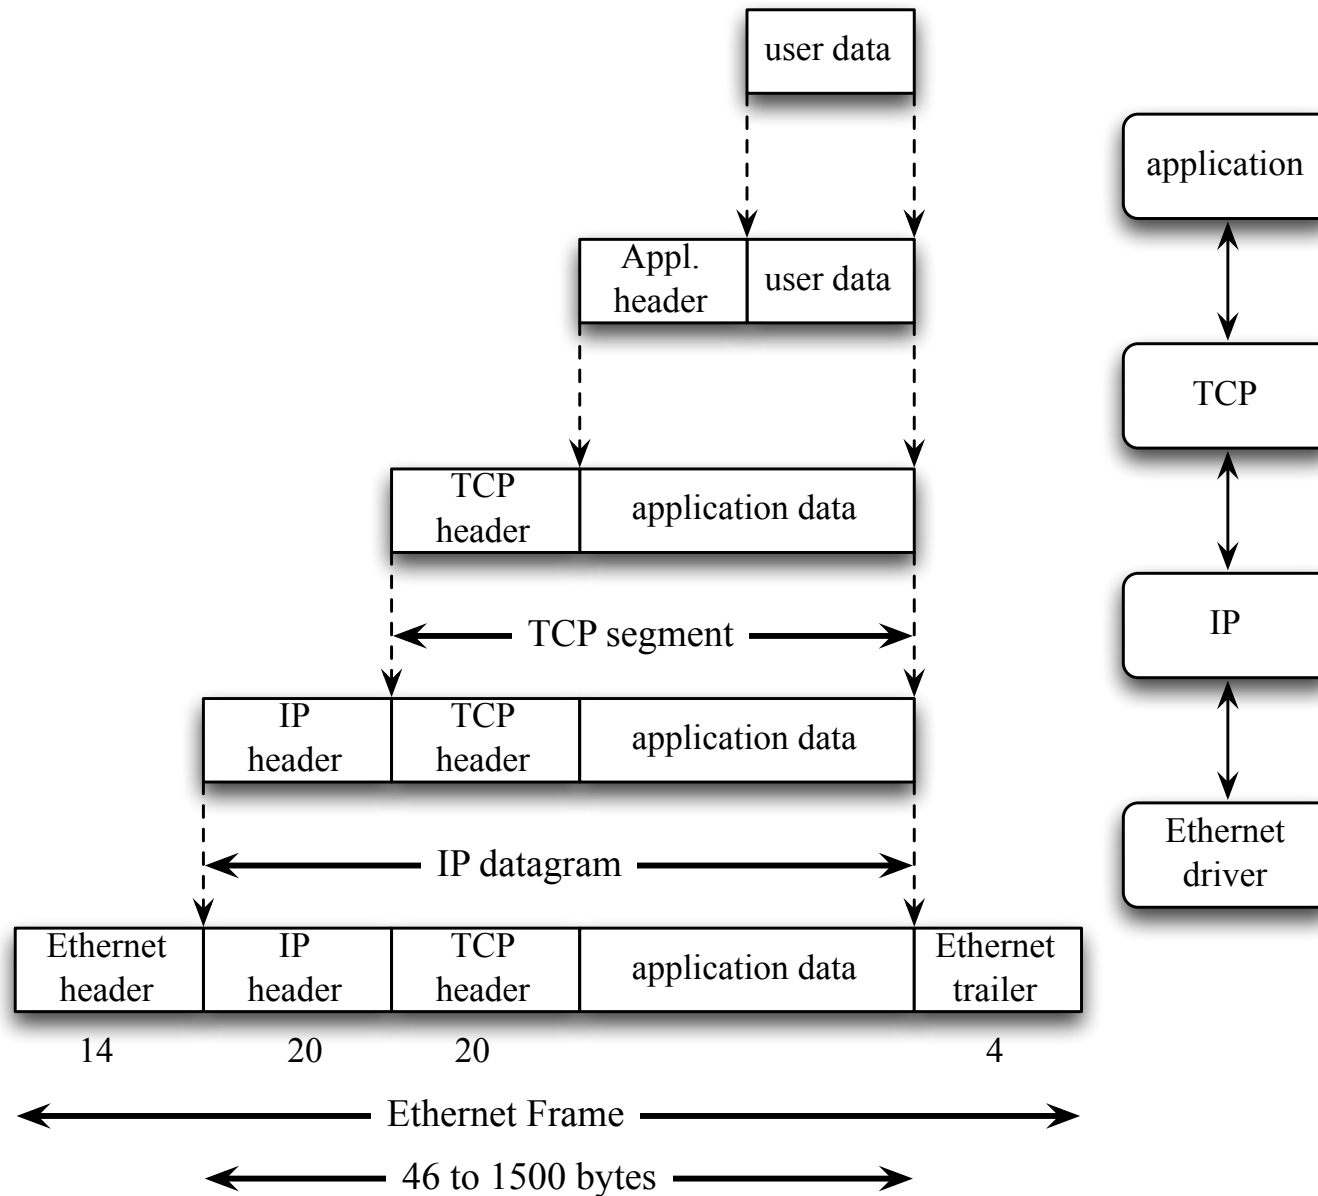 user data
application
Appl.
header
user data
TCP
TCP
header
application data
TCP segment
IP
IP
header
TCP
header
application data
IP datagram
Ethernet
driver
Ethernet
header
IP
header
TCP
header
application data
Ethernet
trailer
14
20
20
4
Ethernet Frame
46 to 1500 bytes